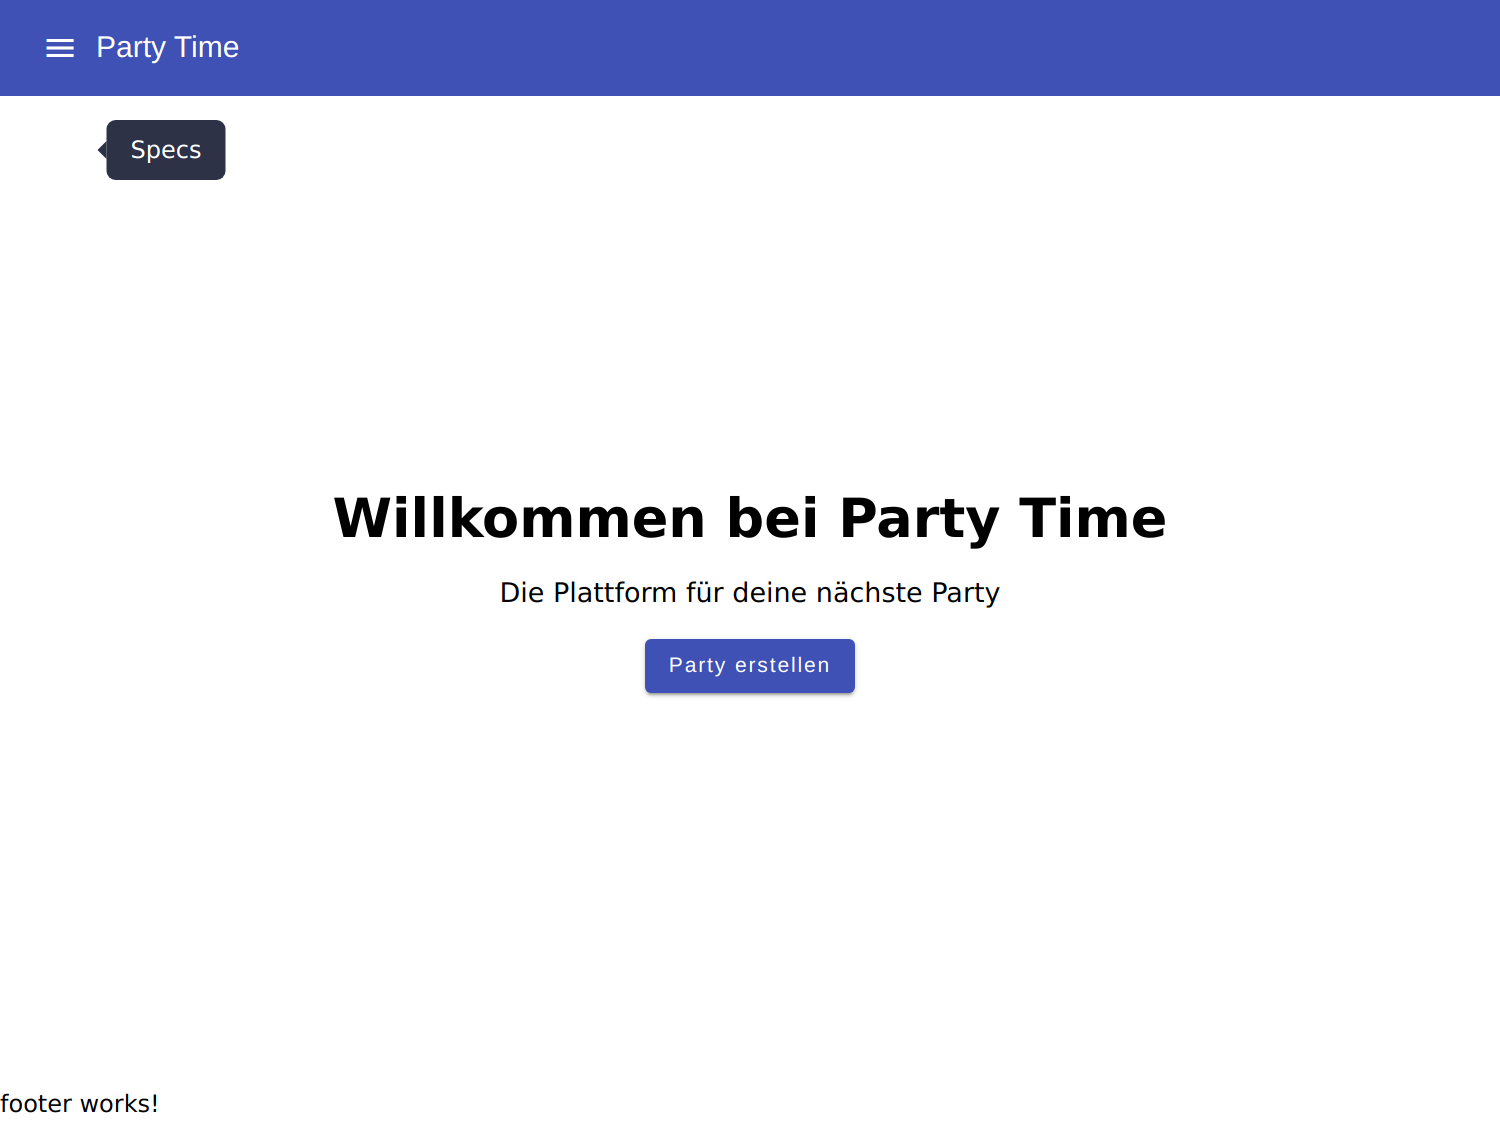 Party Time
Specs
Willkommen bei Party Time
Die Plattform für deine nächste Party
Party erstellen
footer works!